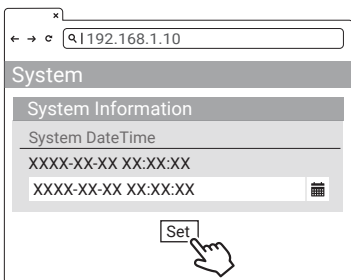 192.168.1.10
System
System Information
System DateTime
XXXX-XX-XX XX:XX:XX
XXXX-XX-XX XX:XX:XX
Set